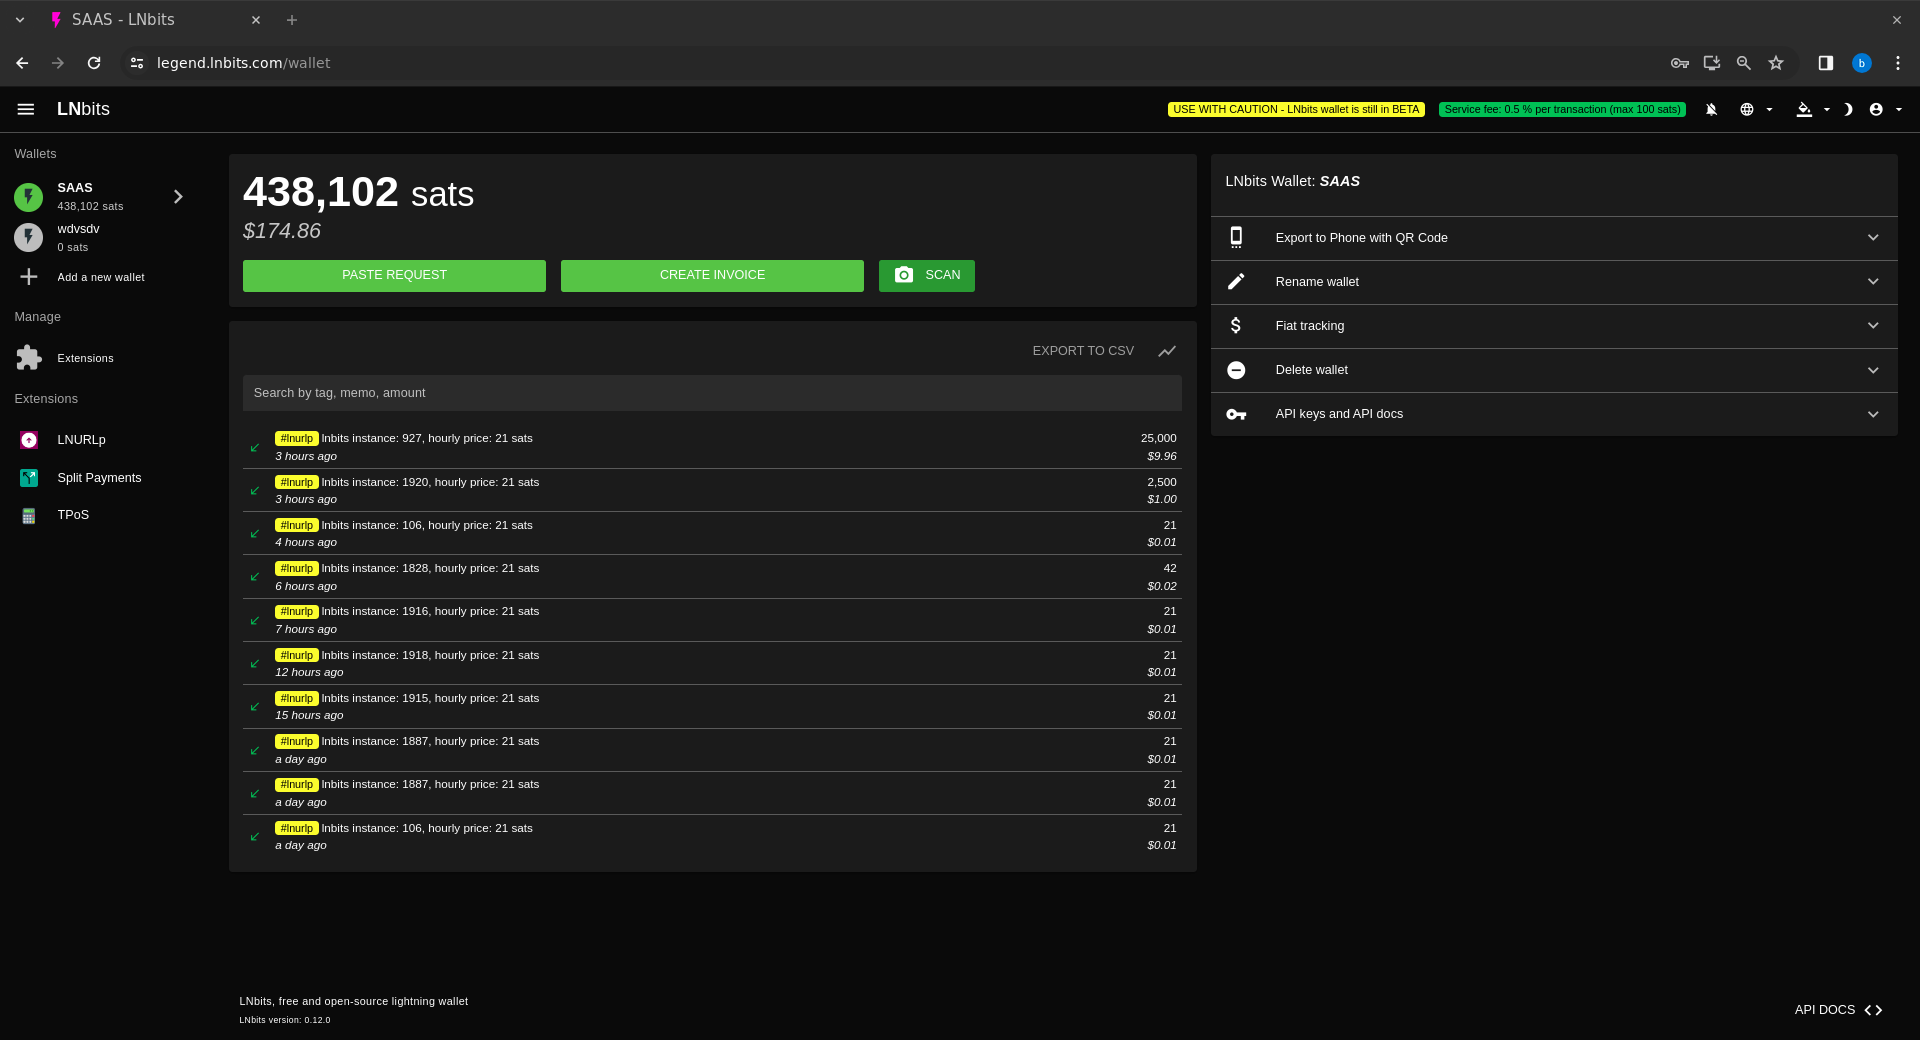 SAAS - LNbits
legend.lnbits.com/wallet
b
LNbits
USE WITH CAUTION - LNbits wallet is still in BETA
Service fee: 0.5 % per transaction (max 100 sats)
Wallets
SAAS
438,102 sats
wdvsdv
0 sats
Add a new wallet
Manage
Extensions
Extensions
LNURLp
Split Payments
TPoS
438,102 sats
$174.86
PASTE REQUEST
CREATE INVOICE
SCAN
EXPORT TO CSV
Search by tag, memo, amount
#lnurlp lnbits instance: 927, hourly price: 21 sats 25,000
3 hours ago $9.96
#lnurlp lnbits instance: 1920, hourly price: 21 sats 2,500
3 hours ago $1.00
#lnurlp lnbits instance: 106, hourly price: 21 sats 21
4 hours ago $0.01
#lnurlp lnbits instance: 1828, hourly price: 21 sats 42
6 hours ago $0.02
#lnurlp lnbits instance: 1916, hourly price: 21 sats 21
7 hours ago $0.01
#lnurlp lnbits instance: 1918, hourly price: 21 sats 21
12 hours ago $0.01
#lnurlp lnbits instance: 1915, hourly price: 21 sats 21
15 hours ago $0.01
#lnurlp lnbits instance: 1887, hourly price: 21 sats 21
a day ago $0.01
#lnurlp lnbits instance: 1887, hourly price: 21 sats 21
a day ago $0.01
#lnurlp lnbits instance: 106, hourly price: 21 sats 21
a day ago $0.01
LNbits Wallet: SAAS
Export to Phone with QR Code
Rename wallet
Fiat tracking
Delete wallet
API keys and API docs
LNbits, free and open-source lightning wallet
LNbits version: 0.12.0
API DOCS